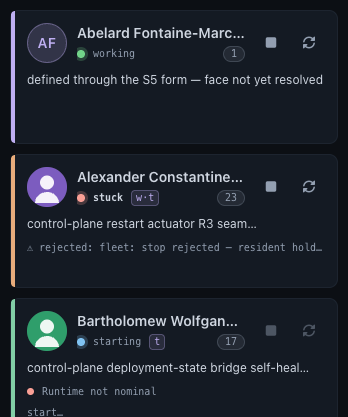 AF
Abelard Fontaine-Marc...
working 1
defined through the S5 form — face not yet resolved
Alexander Constantine...
stuck w·t 23
control-plane restart actuator R3 seam...
⚠ rejected: fleet: stop rejected — resident hold…
Bartholomew Wolfgan...
starting t 17
control-plane deployment-state bridge self-heal...
Runtime not nominal
start…